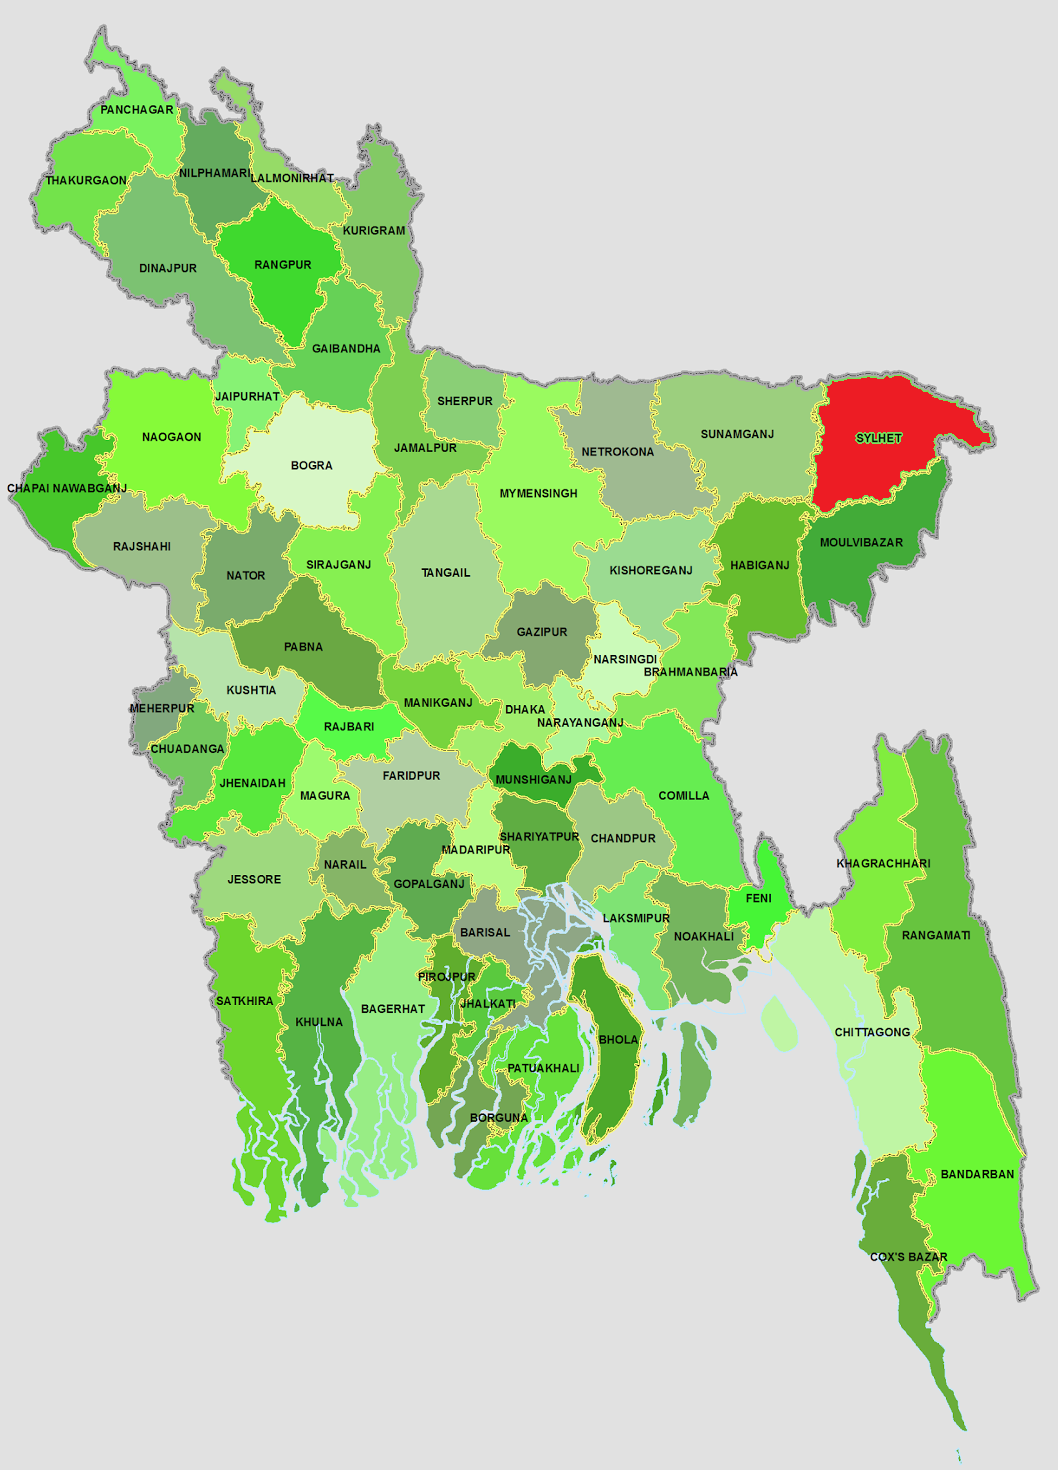 PANCHAGAR
THAKURGAON
NILPHAMARI
LALMONIRHAT
KURIGRAM
DINAJPUR
RANGPUR
GAIBANDHA
JAIPURHAT
SHERPUR
NAOGAON
BOGRA
JAMALPUR
NETROKONA
SUNAMGANJ
SYLHET
CHAPAI NAWABGANJ
MYMENSINGH
RAJSHAHI
NATOR
SIRAJGANJ
TANGAIL
KISHOREGANJ
HABIGANJ
MOULVIBAZAR
PABNA
GAZIPUR
NARSINGDI
BRAHMANBARIA
KUSHTIA
MEHERPUR
MANIKGANJ
DHAKA
NARAYANGANJ
RAJBARI
CHUADANGA
JHENAIDAH
MAGURA
FARIDPUR
MUNSHIGANJ
COMILLA
SHARIYATPUR
CHANDPUR
MADARIPUR
NARAIL
JESSORE
GOPALGANJ
KHAGRACHHARI
FENI
LAKSMIPUR
NOAKHALI
RANGAMATI
BARISAL
PIROJPUR
JHALKATI
SATKHIRA
KHULNA
BAGERHAT
BHOLA
CHITTAGONG
PATUAKHALI
BORGUNA
BANDARBAN
COX'S BAZAR